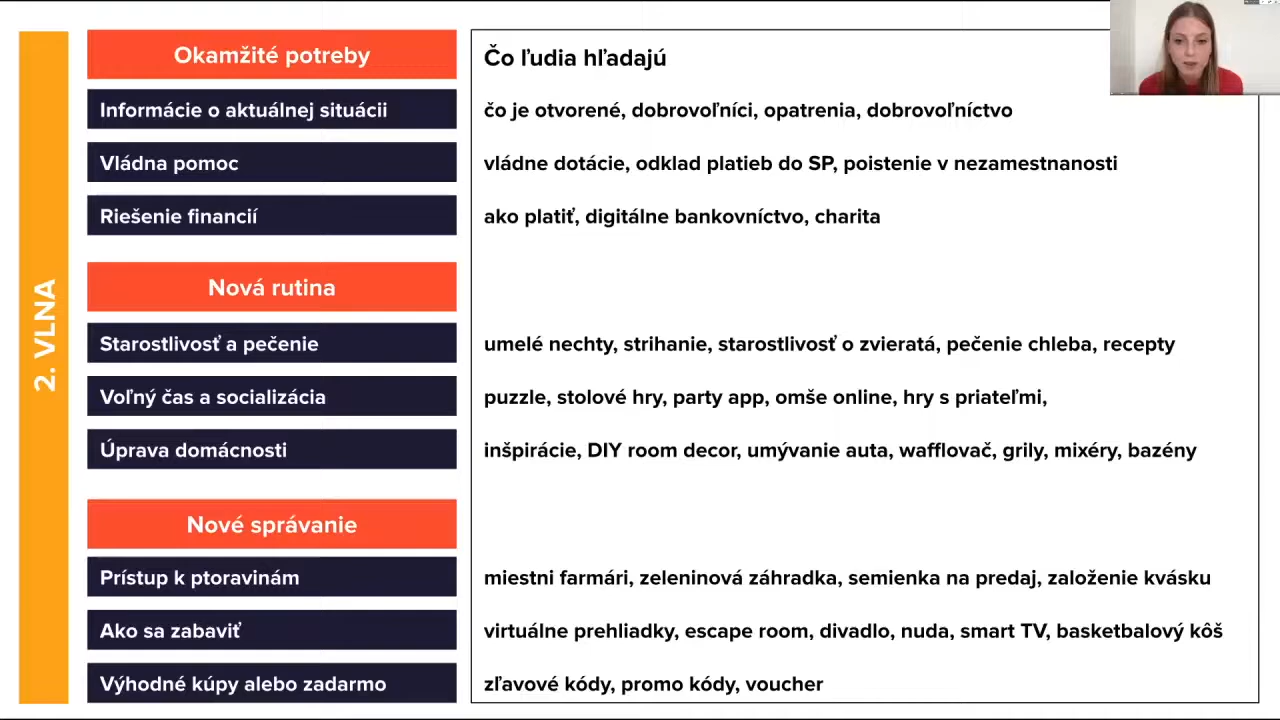 Okamžité potreby
Čo ľudia hľadajú
Informácie o aktuálnej situácii
čo je otvorené, dobrovoľníci, opatrenia, dobrovoľníctvo
Vládna pomoc
vládne dotácie, odklad platieb do SP, poistenie v nezamestnanosti
Riešenie financií
ako platiť, digitálne bankovníctvo, charita
2. VLNA
Nová rutina
Starostlivosť a pečenie
umelé nechty, strihanie, starostlivosť o zvieratá, pečenie chleba, recepty
Voľný čas a socializácia
puzzle, stolové hry, party app, omše online, hry s priateľmi,
Úprava domácnosti
inšpirácie, DIY room decor, umývanie auta, wafflovač, grily, mixéry, bazény
Nové správanie
Prístup k ptoravinám
miestni farmári, zeleninová záhradka, semienka na predaj, založenie kvásku
Ako sa zabaviť
virtuálne prehliadky, escape room, divadlo, nuda, smart TV, basketbalový kôš
Výhodné kúpy alebo zadarmo
zľavové kódy, promo kódy, voucher